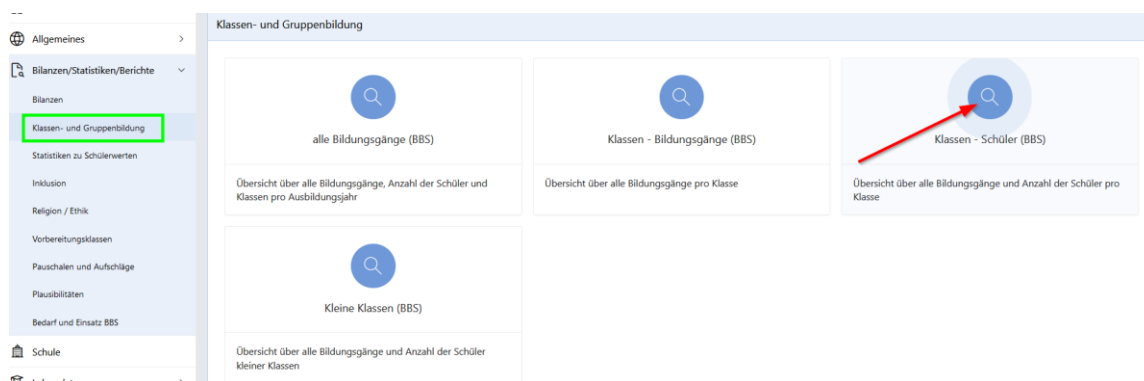 Klassen- und Gruppenbildung
Allgemeines
Bilanzen/Statistiken/Berichte
Bilanzen
Klassen- und Gruppenbildung
Statistiken zu Schülerwerten
Inklusion
Religion / Ethik
Vorbereitungsklassen
Pauschalen und Aufschläge
Plausibilitäten
Bedarf und Einsatz BBS
Schule
alle Bildungsgänge (BBS)
Übersicht über alle Bildungsgänge, Anzahl der Schüler und
Klassen pro Ausbildungsjahr
Klassen - Bildungsgänge (BBS)
Übersicht über alle Bildungsgänge pro Klasse
Klassen - Schüler (BBS)
Übersicht über alle Bildungsgänge und Anzahl der Schüler pro
Klasse
Kleine Klassen (BBS)
Übersicht über alle Bildungsgänge und Anzahl der Schüler
kleiner Klassen